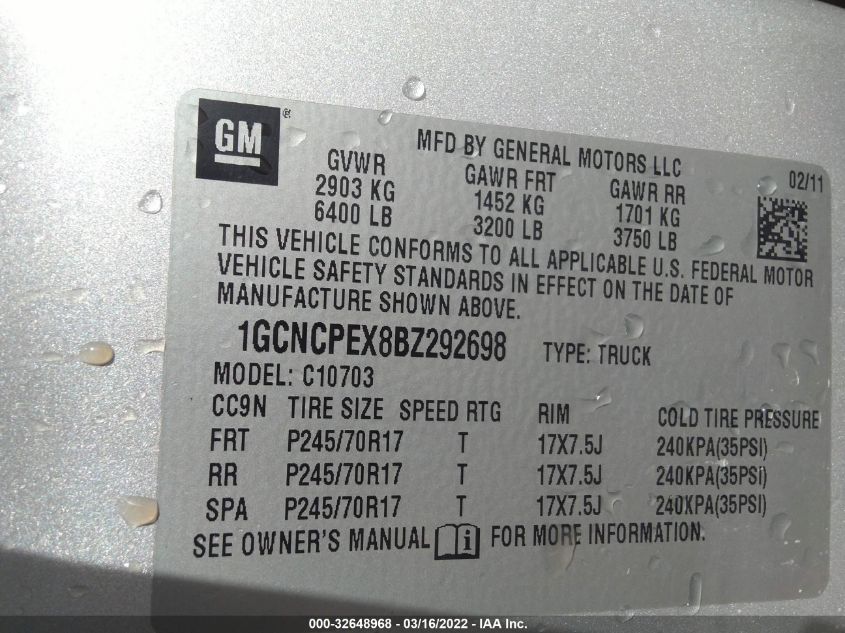 GM ®
MFD BY GENERAL MOTORS LLC
02/11
GVWR GAWR FRT GAWR RR
2903 KG 1452 KG 1701 KG
6400 LB 3200 LB 3750 LB
THIS VEHICLE CONFORMS TO ALL APPLICABLE U.S. FEDERAL MOTOR
VEHICLE SAFETY STANDARDS IN EFFECT ON THE DATE OF
MANUFACTURE SHOWN ABOVE.
1GCNCPEX8BZ292698 TYPE: TRUCK
MODEL: C10703
CC9N TIRE SIZE SPEED RTG RIM COLD TIRE PRESSURE
FRT P245/70R17 T 17X7.5J 240KPA(35PSI)
RR P245/70R17 T 17X7.5J 240KPA(35PSI)
SPA P245/70R17 T 17X7.5J 240KPA(35PSI)
SEE OWNER'S MANUAL i FOR MORE INFORMATION.
000-32648968 — 03/16/2022 — IAA Inc.